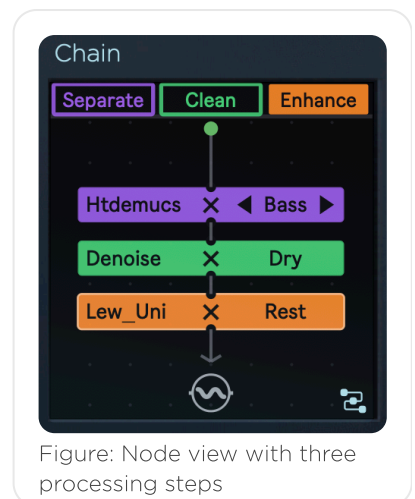 Chain
Separate Clean Enhance
Htdemucs Bass
Denoise Dry
Lew_Uni Rest
Figure: Node view with three
processing steps